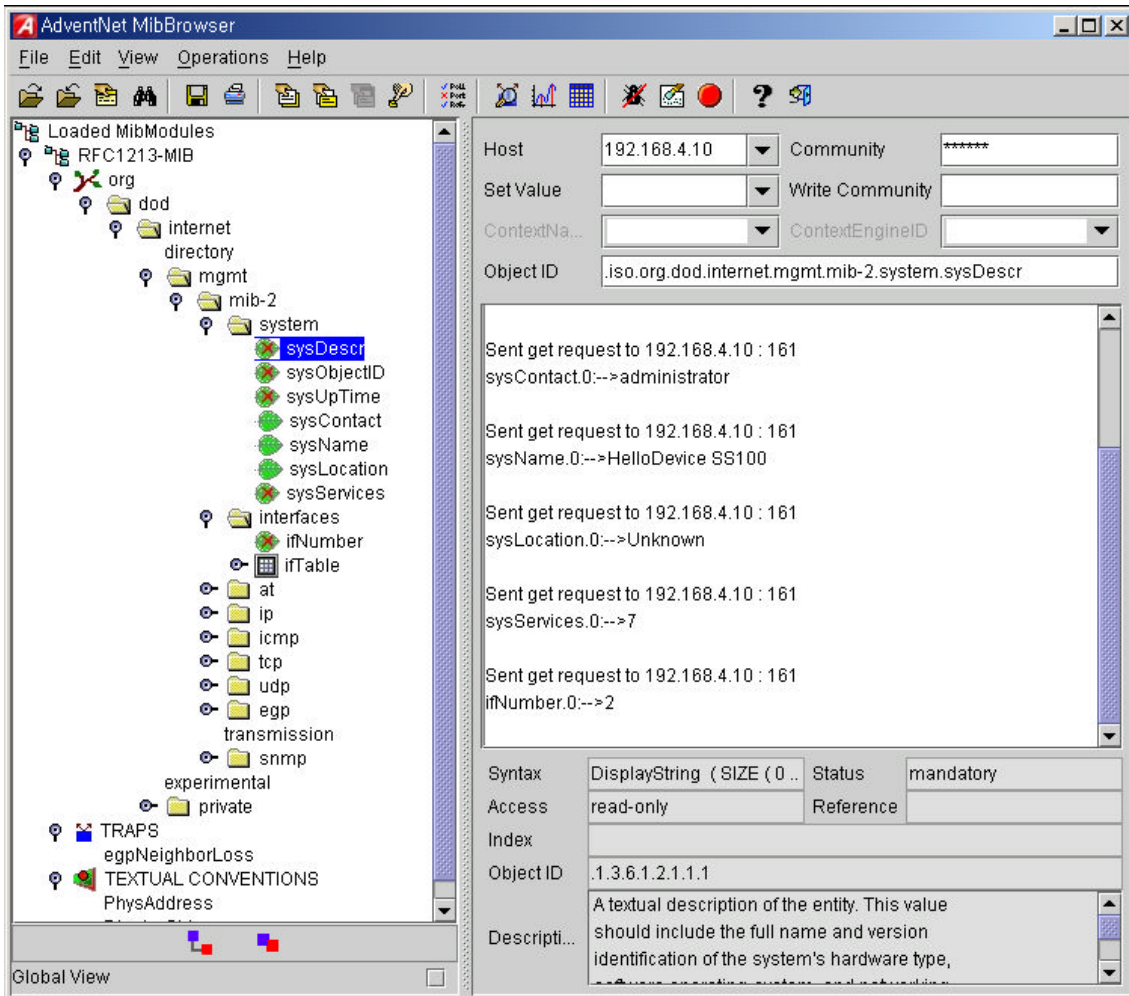 AdventNet MibBrowser
File Edit View Operations Help
Loaded MibModules
RFC1213-MIB
org
dod
internet
directory
mgmt
mib-2
system
sysDescr
sysObjectID
sysUpTime
sysContact
sysName
sysLocation
sysServices
interfaces
ifNumber
ifTable
at
ip
icmp
tcp
udp
egp
transmission
snmp
experimental
private
TRAPS
egpNeighborLoss
TEXTUAL CONVENTIONS
PhysAddress
Global View
Host 192.168.4.10 Community ******
Set Value Write Community
ContextNa... ContextEngineID
Object ID .iso.org.dod.internet.mgmt.mib-2.system.sysDescr
Sent get request to 192.168.4.10 : 161
sysContact.0:-->administrator
Sent get request to 192.168.4.10 : 161
sysName.0:-->HelloDevice SS100
Sent get request to 192.168.4.10 : 161
sysLocation.0:-->Unknown
Sent get request to 192.168.4.10 : 161
sysServices.0:-->7
Sent get request to 192.168.4.10 : 161
ifNumber.0:-->2
Syntax DisplayString ( SIZE ( 0 .. Status mandatory
Access read-only Reference
Index
Object ID .1.3.6.1.2.1.1.1
Descripti... A textual description of the entity. This value
should include the full name and version
identification of the system's hardware type,